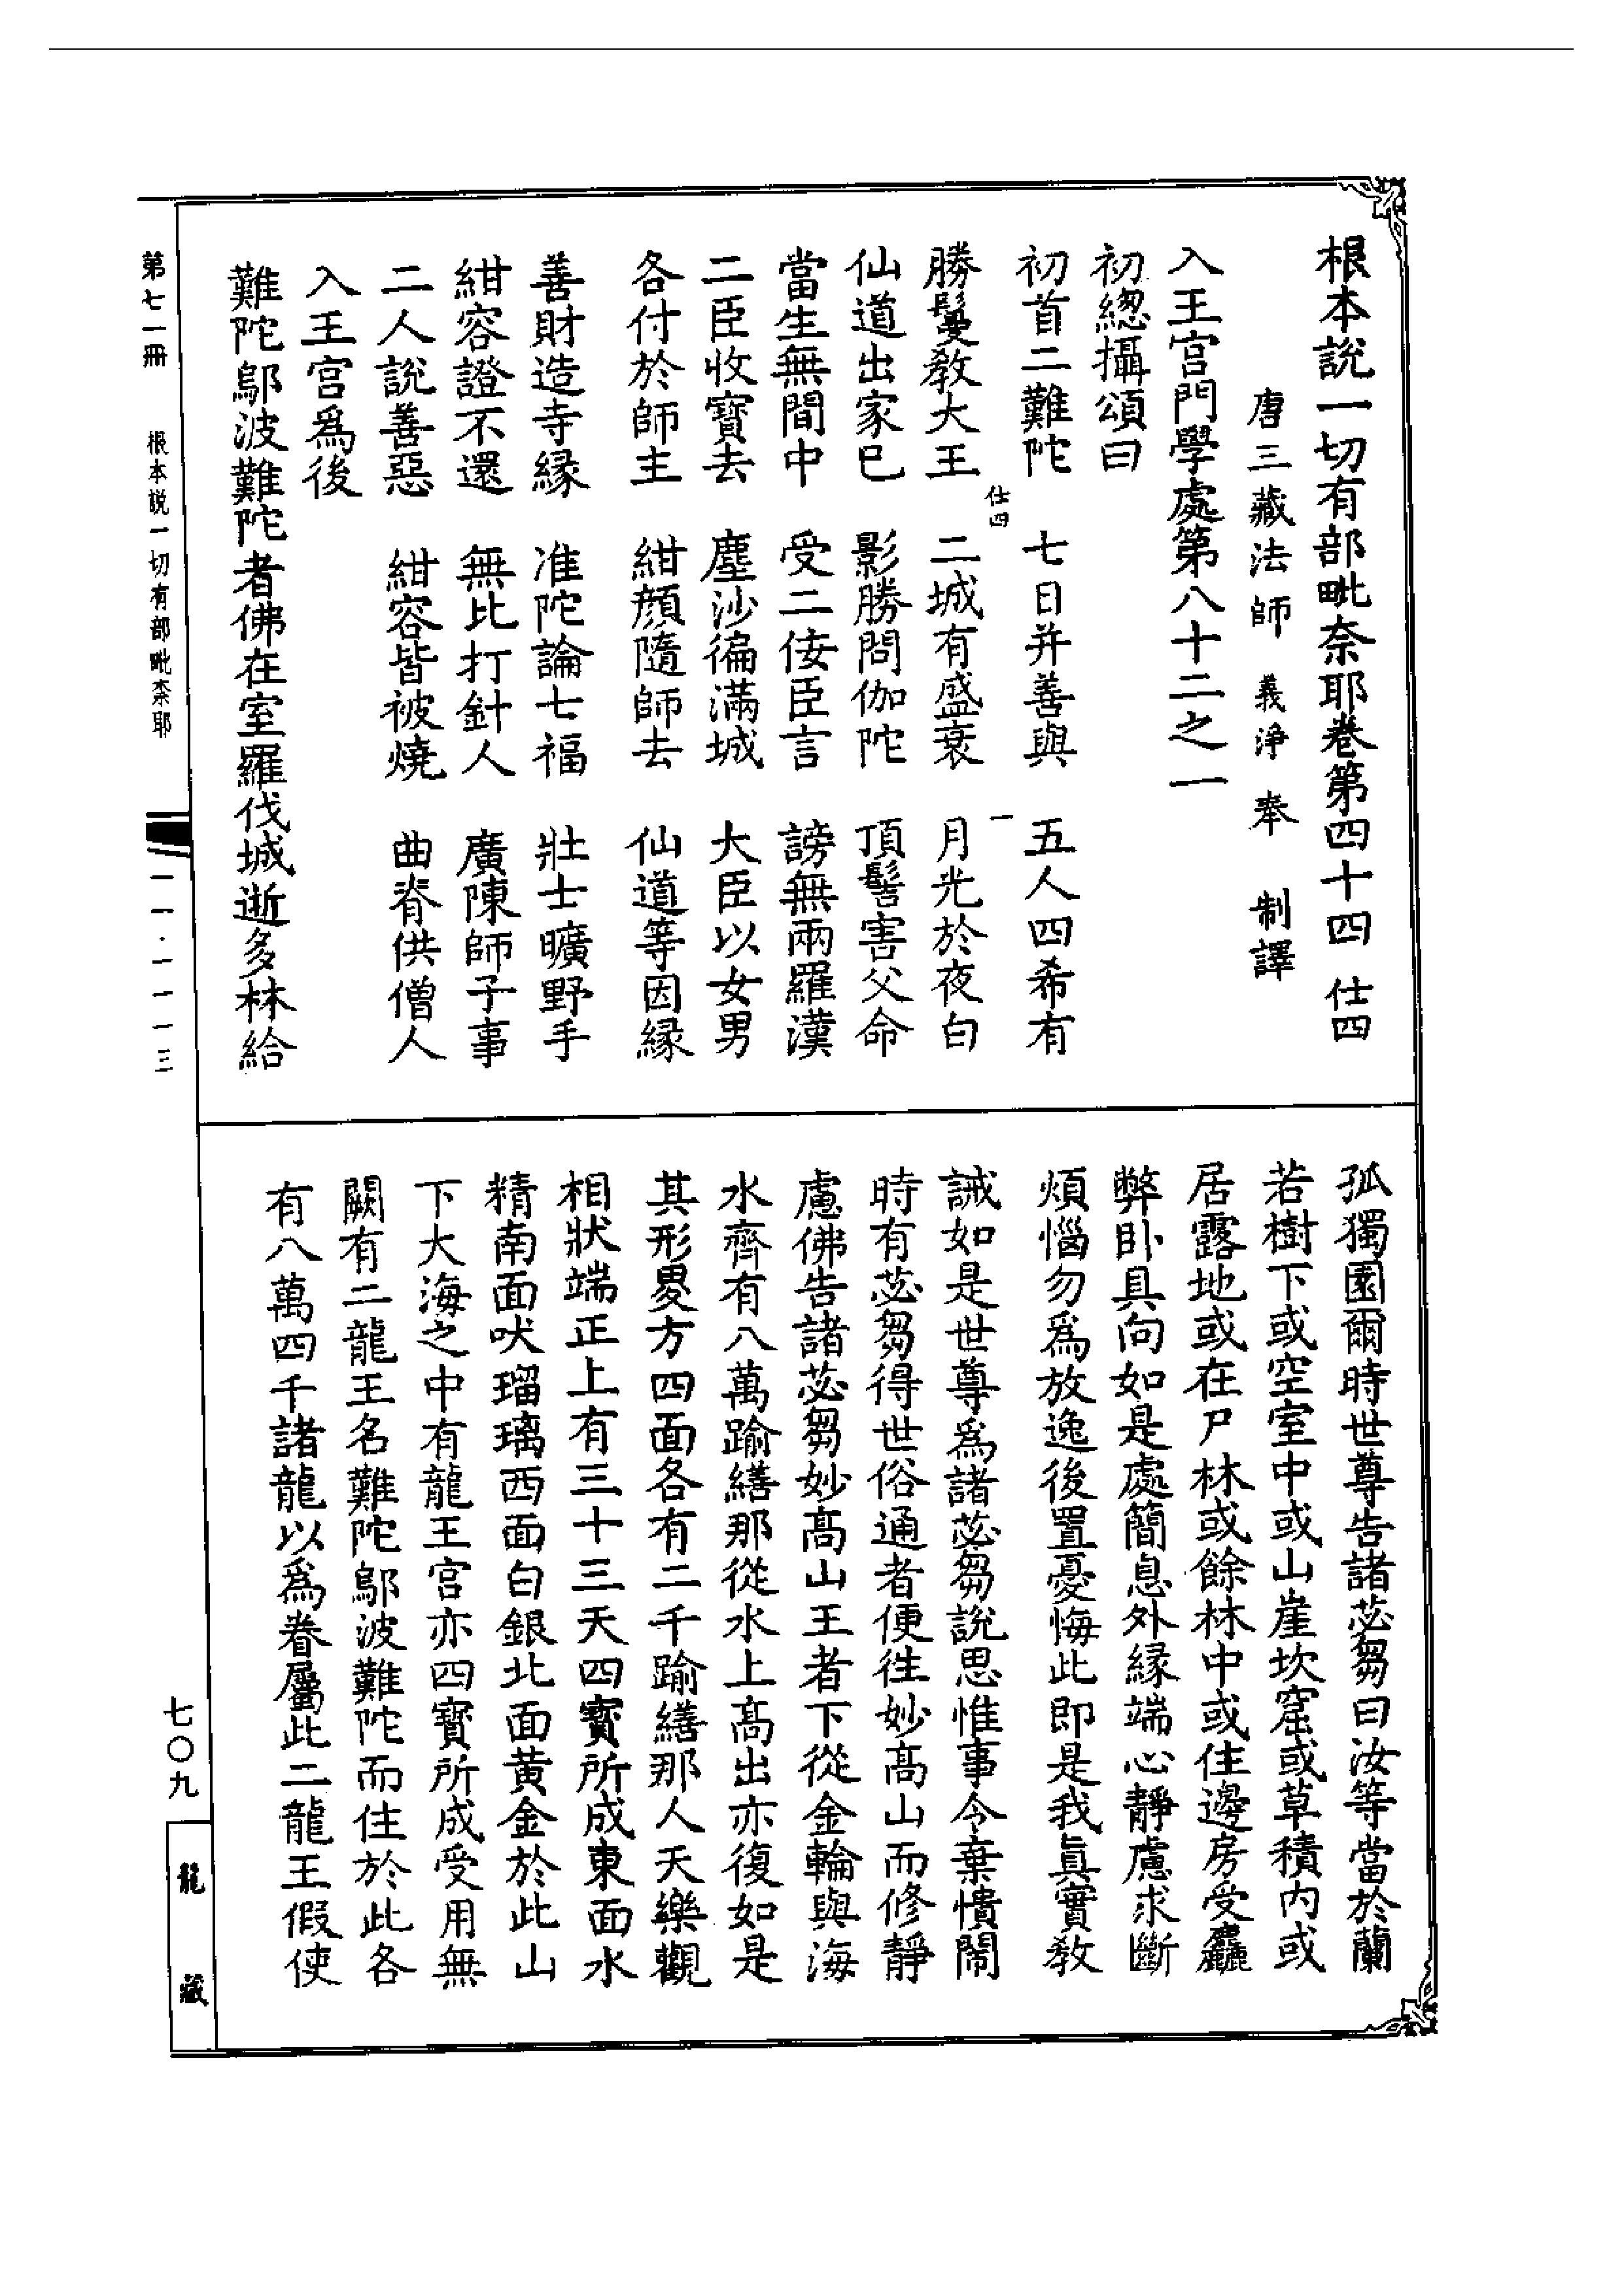 根本說一切有部毗奈耶卷第四十四 仕四
唐三藏法師義淨奉 制譯
入王宮門學處第八十二之一
初總攝頌曰
初首二難陀 七日并善與 五人四希有
仕四 一
勝鬘教大王 二城有盛衰 月光於夜白
仙道出家已 影勝問伽陀 頂髻害父命
當生無間中 受二佞臣言 謗無兩羅漢
二臣收寶去 塵沙徧滿城 大臣以女男
各付於師主 紺顔隨師去 仙道等因緣
善財造寺緣 准陀論七福 壯士曠野手
紺容證不還 無比打針人 廣陳師子事
二人說善惡 紺容皆被燒 曲脊供僧人
入王宮爲後
難陀鄔波難陀者佛在室羅伐城逝多林給
孤獨園爾時世尊告諸苾芻曰汝等當於蘭
若樹下或空室中或山崖坎窟或草積內或
居露地或在尸林或餘林中或住邊房受麤
弊卧具向如是處簡息外緣端心靜慮求斷
煩惱勿爲放逸後置憂悔此即是我真實教
誡如是世尊爲諸苾芻說思惟事令棄憒鬧
時有苾芻得世俗通者便往妙髙山而修靜
慮佛告諸苾芻妙髙山王者下從金輪與海
水齊有八萬踰繕那從水上髙出亦復如是
其形畟方四面各有二千踰繕那人天樂觀
相狀端正上有三十三天四寶所成東面水
精南面吠瑠璃西面白銀北面黄金於此山
下大海之中有龍王宮亦四寶所成受用無
闕有二龍王名難陀鄔波難陀而住於此各
有八萬四千諸龍以爲眷屬此二龍王假使
第七一冊 根本説一切有部毗奈耶
一一·一一一三
七〇九
龍藏